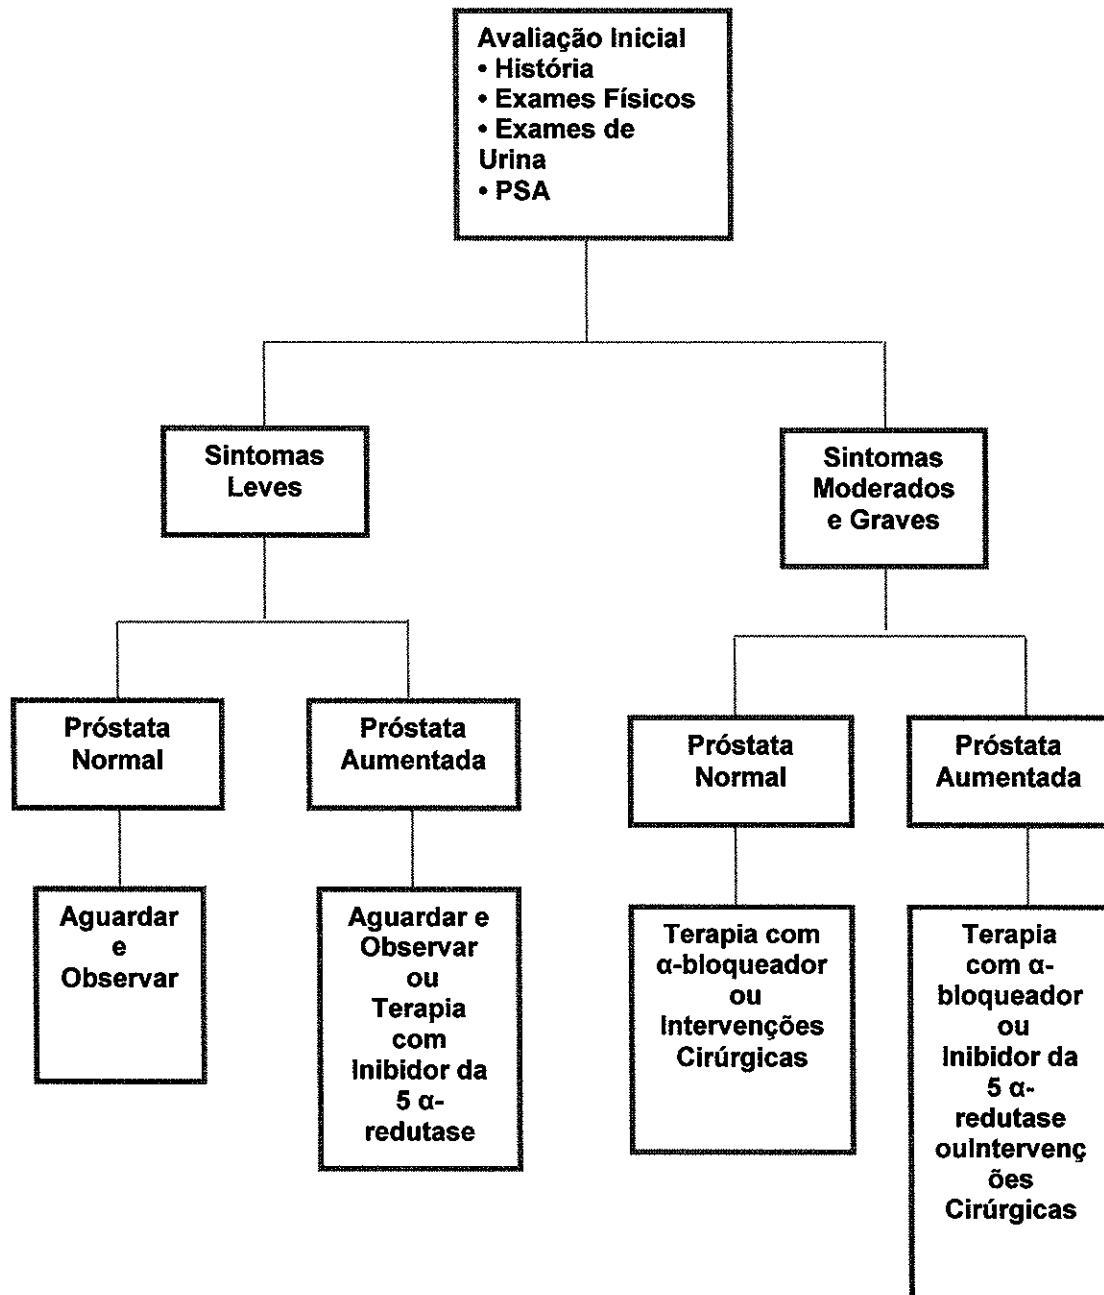 Avaliação Inicial
• História
• Exames Físicos
• Exames de
Urina
• PSA
Sintomas
Leves
Sintomas
Moderados
e Graves
Próstata
Normal
Próstata
Aumentada
Próstata
Normal
Próstata
Aumentada
Aguardar
e
Observar
Aguardar e
Observar
ou
Terapia
com
Inibidor da
5 α-
redutase
Terapia com
α-bloqueador
ou
Intervenções
Cirúrgicas
Terapia
com α-
bloqueador
ou
Inibidor da
5 α-
redutase
ouIntervenç
ões
Cirúrgicas